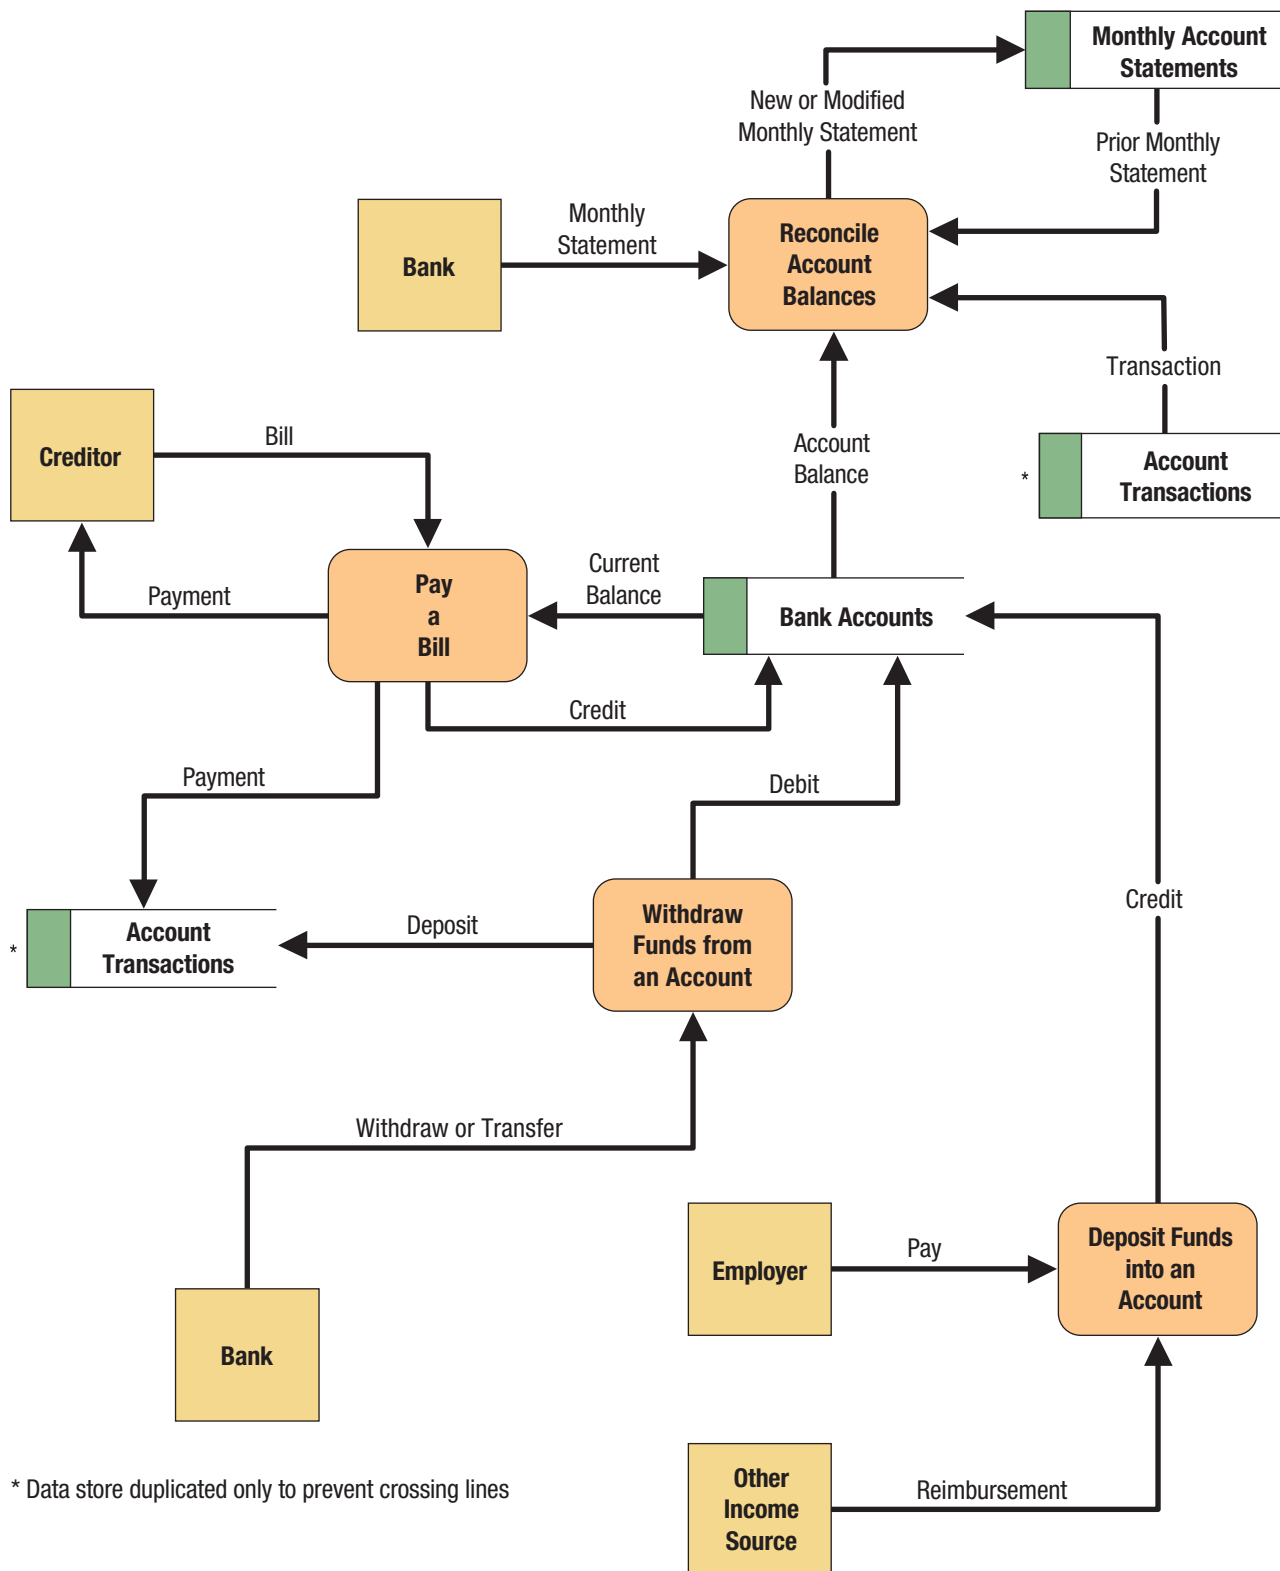 Monthly Account
Statements
New or Modified
Monthly Statement
Prior Monthly
Statement
Monthly
Statement
Bank
Reconcile
Account
Balances
Transaction
Creditor
Bill
Account
Balance
*
Account
Transactions
Payment
Pay
a
Bill
Current
Balance
Bank Accounts
Credit
Payment
Debit
Credit
*
Account
Transactions
Deposit
Withdraw
Funds from
an Account
Withdraw or Transfer
Employer
Pay
Deposit Funds
into an
Account
Bank
Other
Income
Source
Reimbursement
* Data store duplicated only to prevent crossing lines